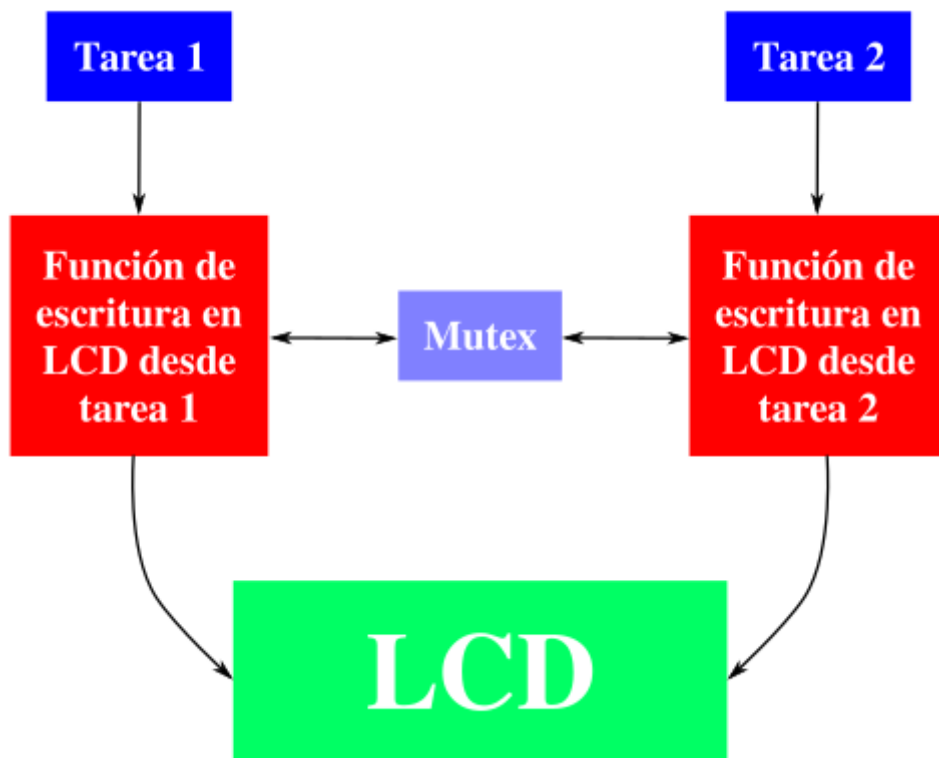 Tarea 1
Tarea 2
Función de
escritura en
LCD desde
tarea 1
Mutex
Función de
escritura en
LCD desde
tarea 2
LCD